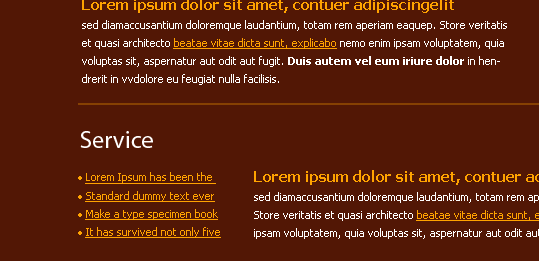 Lorem ipsum dolor sit amet, contuer adipiscingelit
sed diamaccusantium doloremque laudantium, totam rem aperiam eaquep. Store veritatis
et quasi architecto beatae vitae dicta sunt, explicabo nemo enim ipsam voluptatem, quia
voluptas sit, aspernatur aut odit aut fugit. Duis autem vel eum iriure dolor in hen-
drerit in vvdolore eu feugiat nulla facilisis.
Service
Lorem Ipsum has been the
Standard dummy text ever
Make a type specimen book
It has survived not only five
Lorem ipsum dolor sit amet, contuer ad
sed diamaccusantium doloremque laudantium, totam rem ap
Store veritatis et quasi architecto beatae vitae dicta sunt, e
ipsam voluptatem, quia voluptas sit, aspernatur aut odit aut